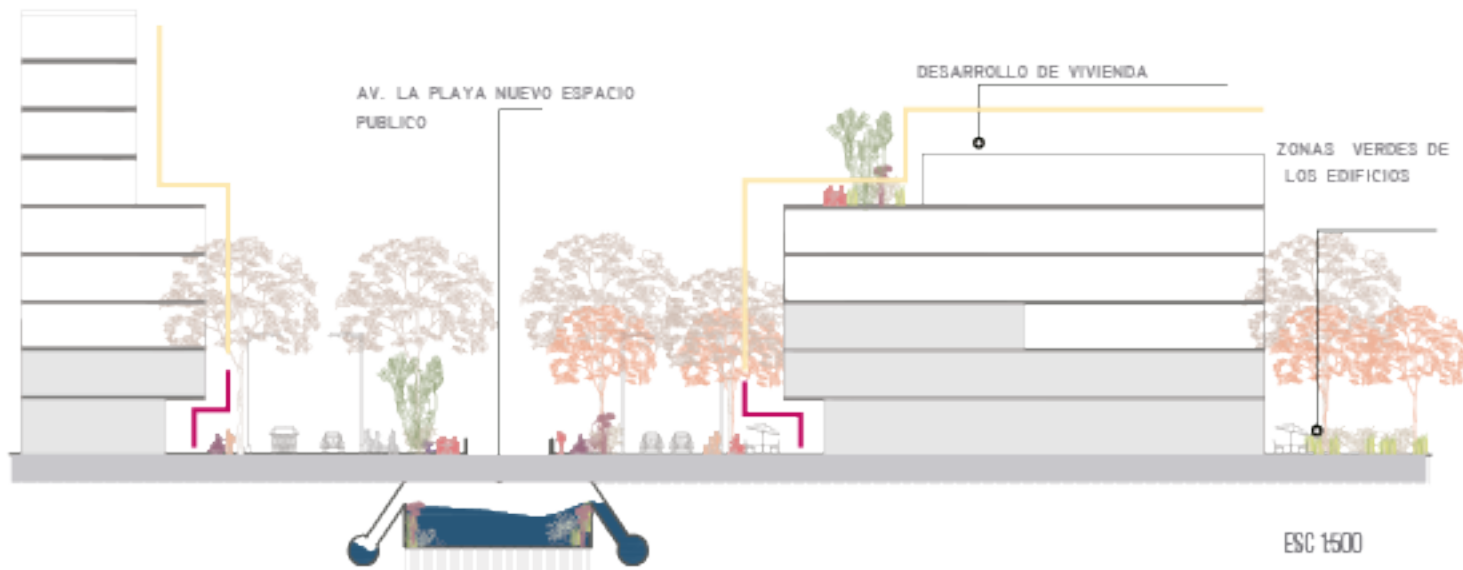 AV. LA PLAYA NUEVO ESPACIO
PUBLICO
DESARROLLO DE VIVIENDA
ZONAS VERDES DE
LOS EDIFICIOS
ESC 1:500